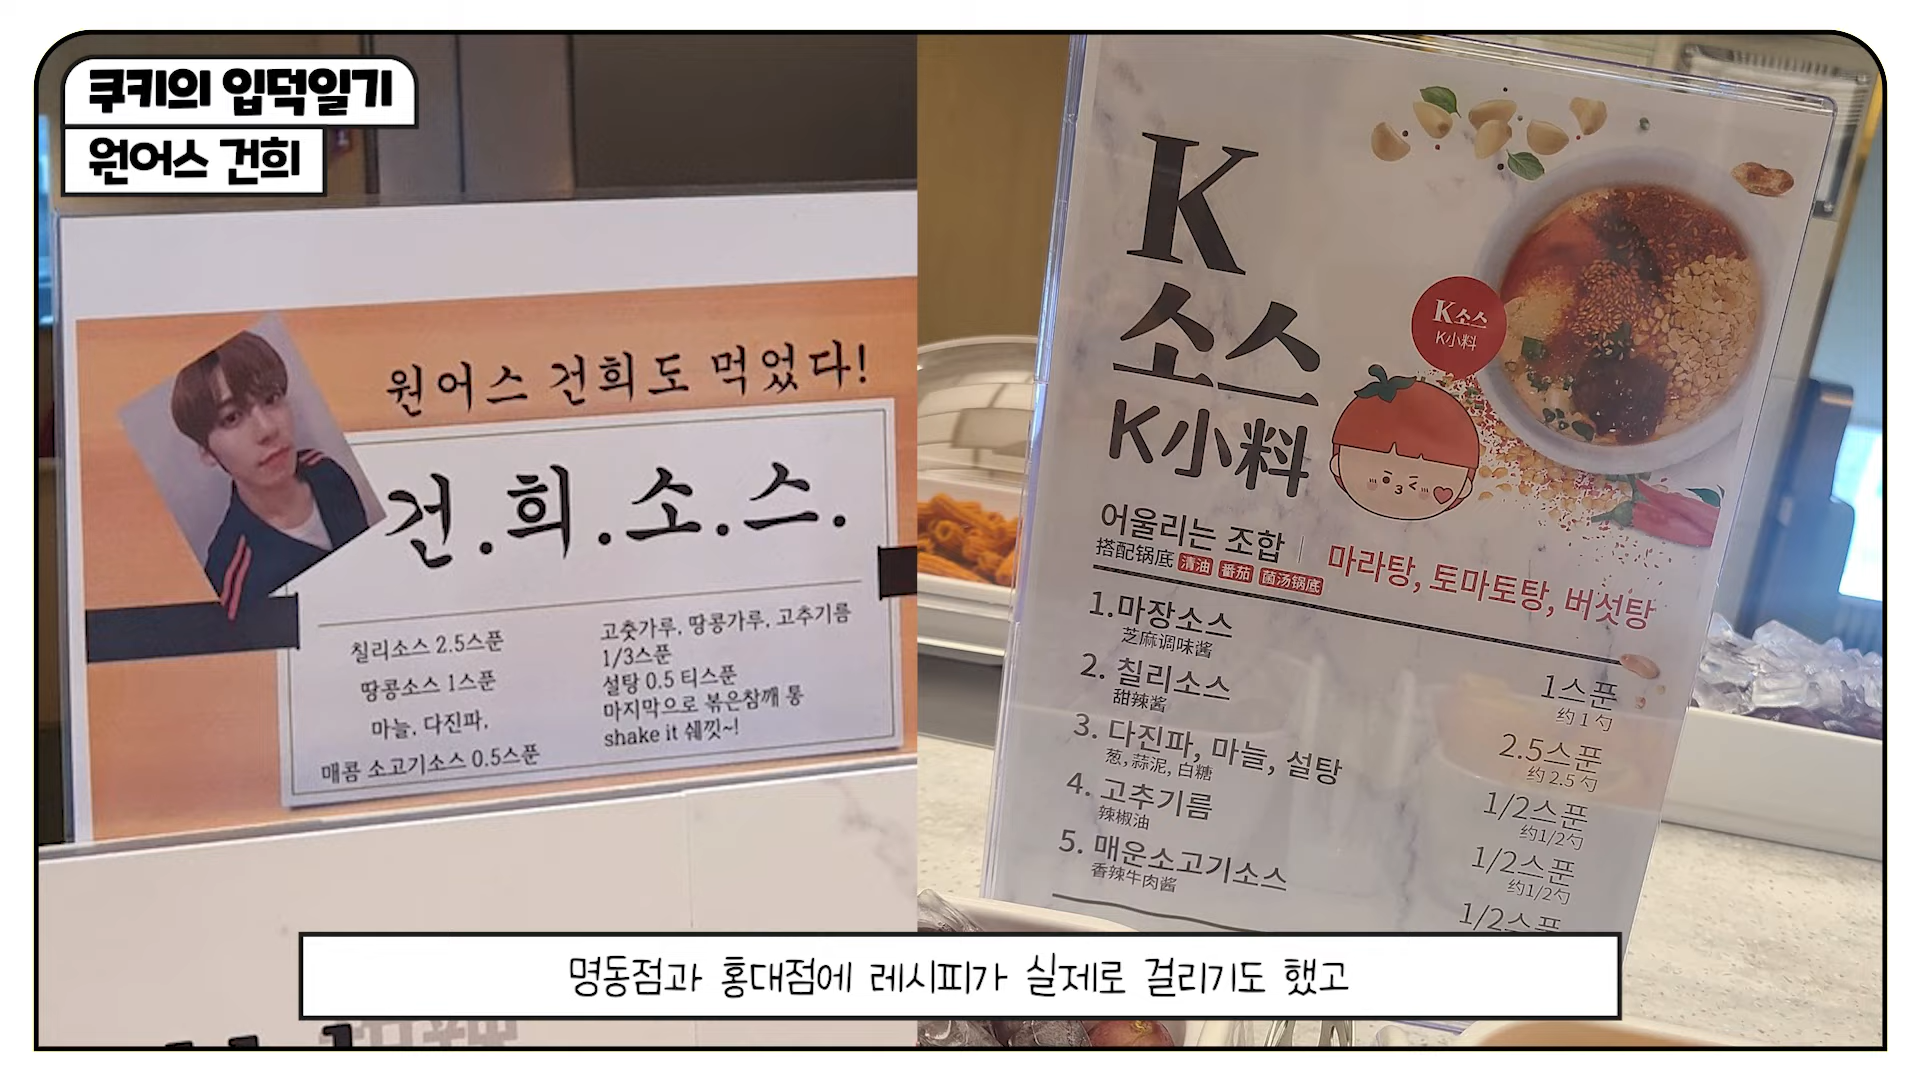 쿠키의 입덕일기
원어스 건희
원어스 건희도 먹었다!
건.희.소.스.
칠리소스 2.5스푼
땅콩소스 1스푼
마늘, 다진파,
매콤 소고기소스 0.5스푼
고춧가루, 땅콩가루, 고추기름
1/3스푼
설탕 0.5 티스푼
마지막으로 볶은참깨 통
shake it 쉐낏~!
K
소스
K小料
K소스
K小料
어울리는 조합 | 마라탕, 토마토탕, 버섯탕
搭配锅底 清油 番茄 菌汤锅底
1.마장소스 1스푼
芝麻调味酱 约1勺
2. 칠리소스 2.5스푼
甜辣酱 约2.5勺
3. 다진파, 마늘, 설탕 1/2스푼
葱, 蒜泥, 白糖 约1/2勺
4. 고추기름 1/2스푼
辣椒油 约1/2勺
5. 매운소고기소스 1/2스푼
香辣牛肉酱
명동점과 홍대점에 레시피가 실제로 걸리기도 했고